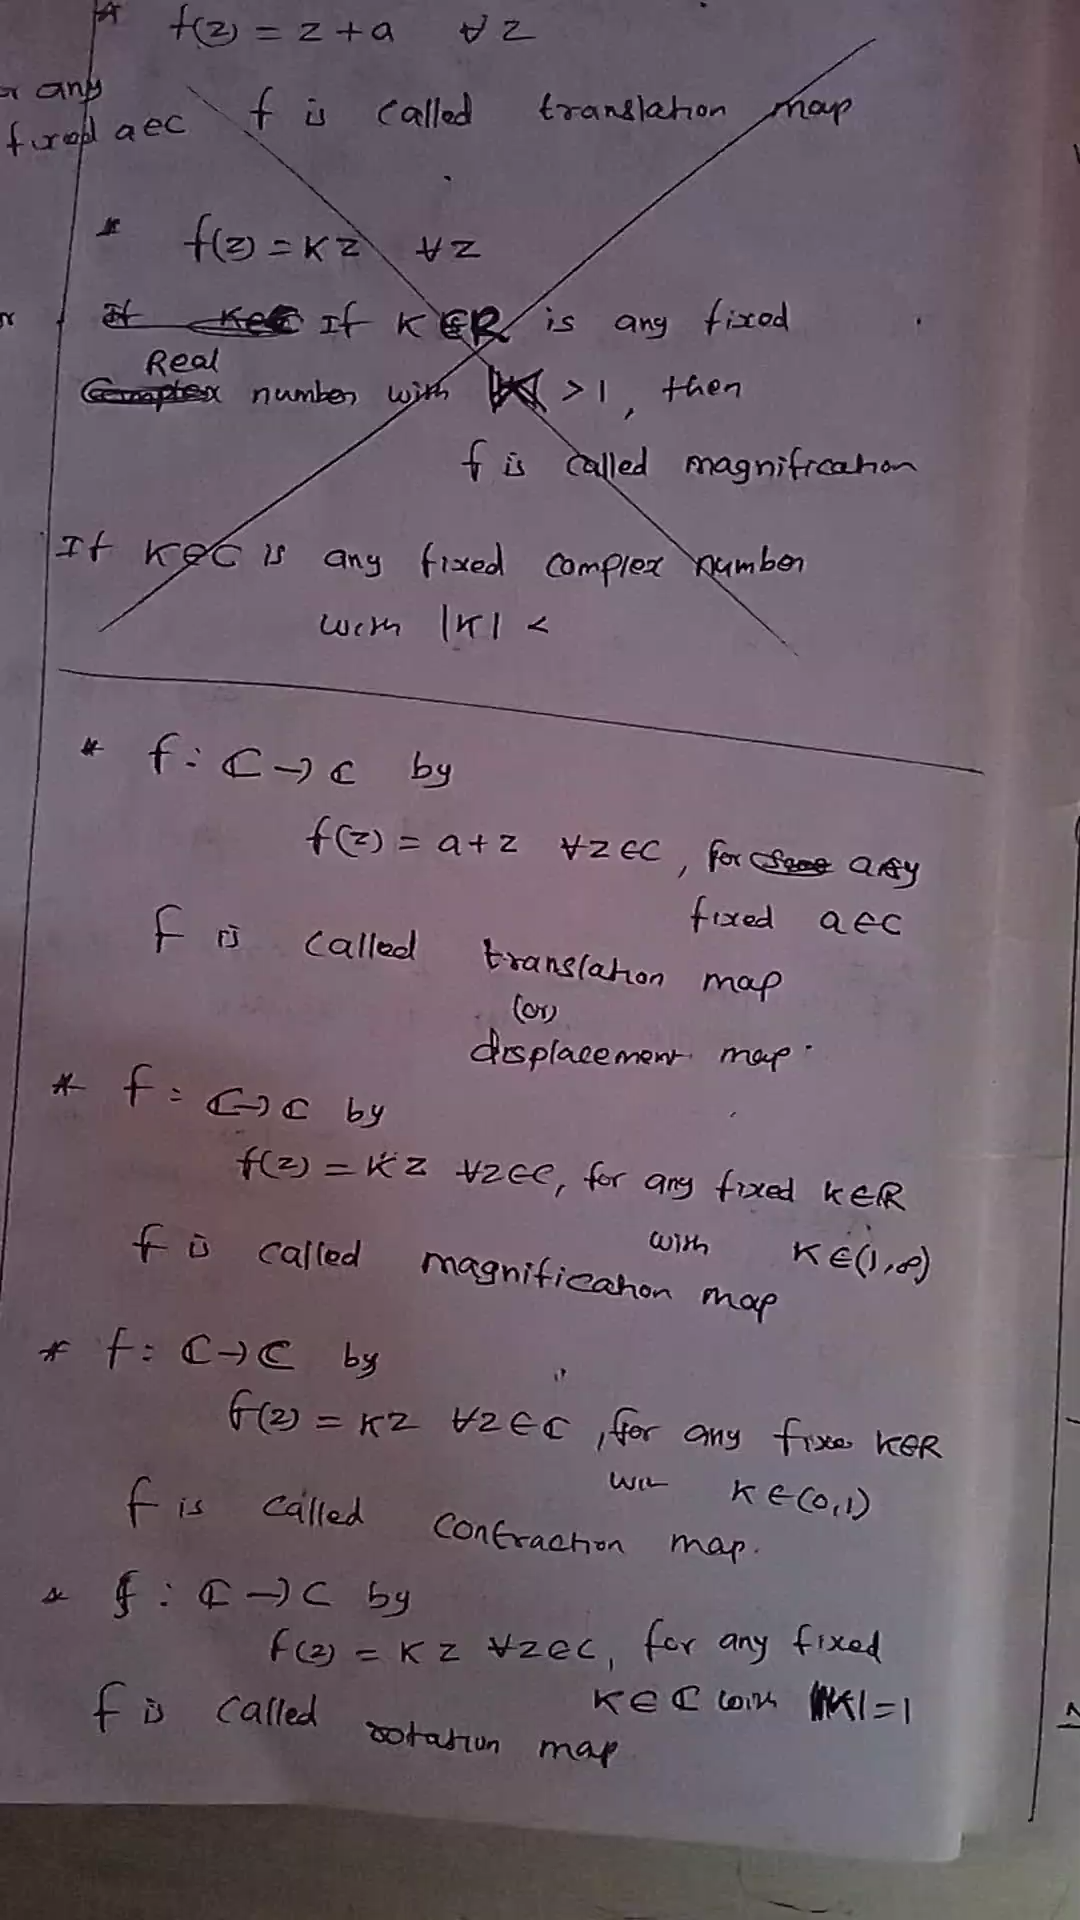 * f(z) = z + a ∀ z
any
fixed a∈C f is called translation map
* f(z) = Kz ∀ z
If K∈C If K∈R is any fixed
Real
Complex number with K > 1, then
f is called magnification
If K∈C is any fixed complex number
with |K| <
* f: ℂ → ℂ by
f(z) = a + z ∀z∈C, for some any
fixed a∈C
f is called translation map
(or)
displacement map.
* f: ℂ→ℂ by
f(z) = Kz ∀z∈C, for any fixed k∈R
with K∈(1,∞)
f is called magnification map
* f: ℂ→ℂ by
f(z) = Kz ∀z∈ℂ, for any fixe K∈R
with K∈(0,1)
f is called contraction map.
* f: ℂ→C by
f(z) = Kz ∀z∈C, for any fixed
K∈ℂ with |K|=1
f is called rotation map